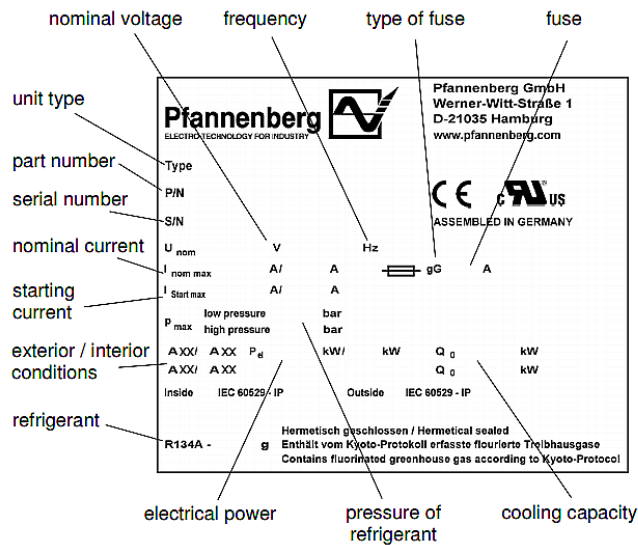 nominal voltage frequency type of fuse fuse
Pfannenberg
ELECTRO-TECHNOLOGY FOR INDUSTRY
Pfannenberg GmbH
Werner-Witt-Straße 1
D-21035 Hamburg
www.pfannenberg.com
unit type
Type
part number
P/N
serial number
S/N
CE c RU US
ASSEMBLED IN GERMANY
U nom V Hz
nominal current
I nom max A/ A gG A
starting current
I Start max A/ A
p max low pressure bar
high pressure bar
exterior / interior conditions
A XX/ A XX P el kW/ kW Q 0 kW
A XX/ A XX Q 0 kW
Inside IEC 60529 - IP Outside IEC 60529 - IP
refrigerant
Hermetisch geschlossen / Hermetical sealed
R134A - g Enthält vom Kyoto-Protokoll erfasste flourierte Treibhausgase
Contains fluorinated greenhouse gas according to Kyoto-Protocol
electrical power pressure of refrigerant cooling capacity